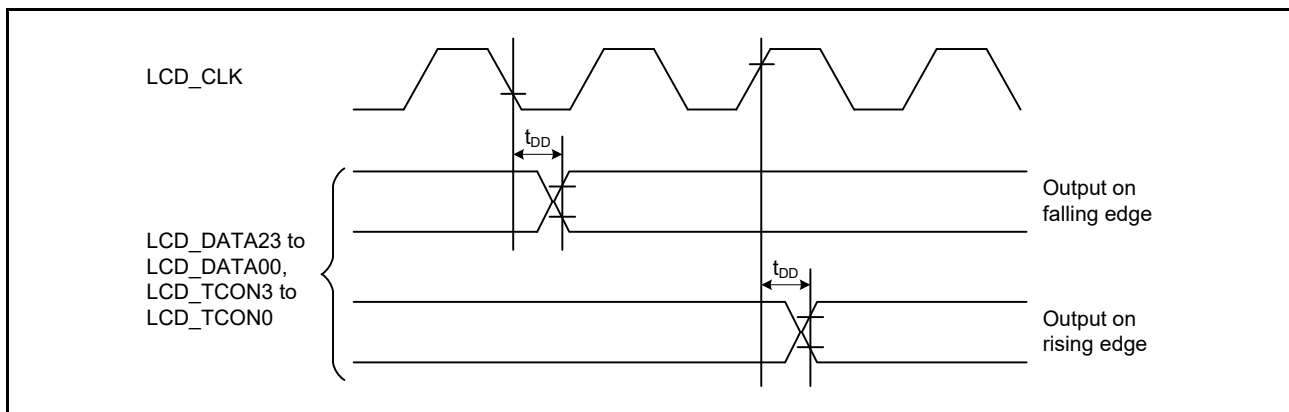 LCD_CLK
tDD
Output on
falling edge
LCD_DATA23 to
LCD_DATA00,
LCD_TCON3 to
LCD_TCON0
tDD
Output on
rising edge